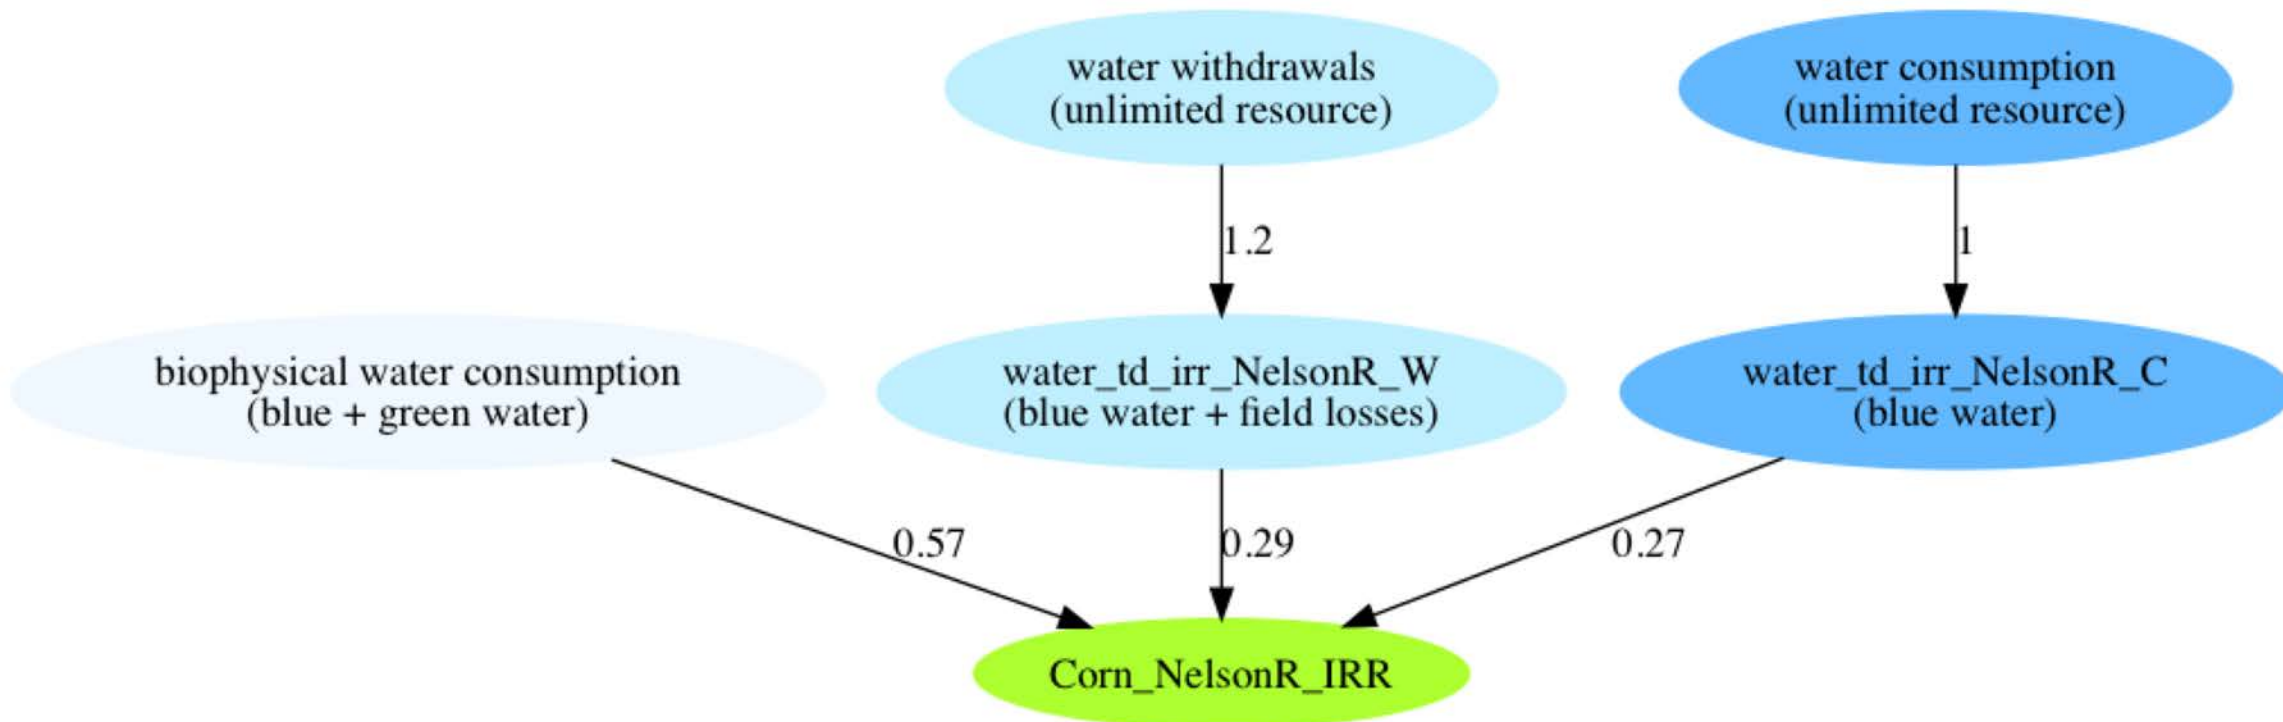 water withdrawals
(unlimited resource)
water consumption
(unlimited resource)
1.2
1
biophysical water consumption
(blue + green water)
water_td_irr_NelsonR_W
(blue water + field losses)
water_td_irr_NelsonR_C
(blue water)
0.57
0.29
0.27
Corn_NelsonR_IRR